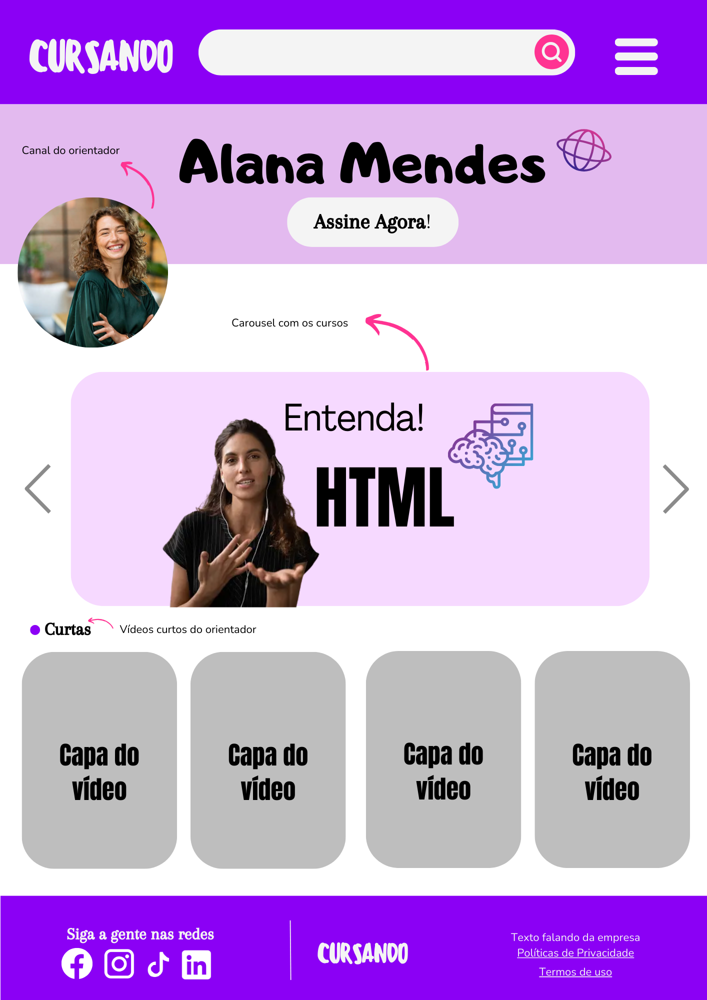 CURSANDO
Canal do orientador
Alana Mendes
Assine Agora!
Carousel com os cursos
Entenda!
HTML
Curtas
Vídeos curtos do orientador
Capa do
vídeo
Capa do
vídeo
Capa do
vídeo
Capa do
vídeo
Siga a gente nas redes
in
CURSANDO
Texto falando da empresa
Políticas de Privacidade
Termos de uso